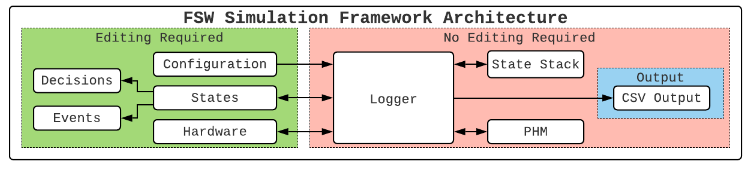 FSW Simulation Framework Architecture
Editing Required
Configuration
Decisions
States
Events
Hardware
No Editing Required
Logger
State Stack
PHM
Output
CSV Output